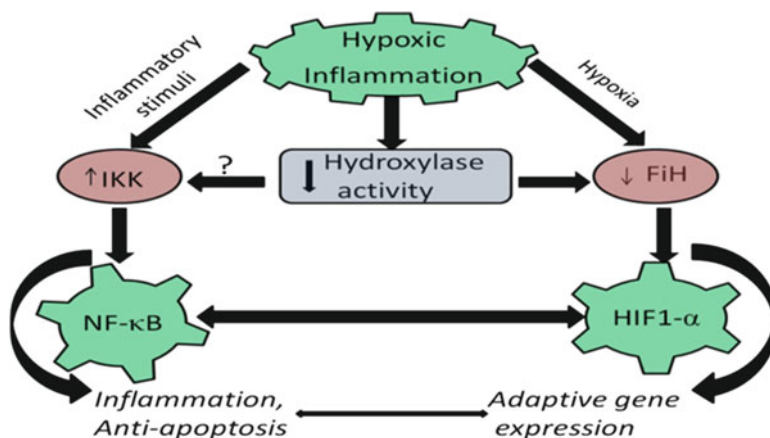 Hypoxic
Inflammation
Inflammatory
stimuli
Hypoxia
↑IKK
?
↓ Hydroxylase
activity
↓ FiH
NF-κB
HIF1-α
Inflammation,
Anti-apoptosis
Adaptive gene
expression